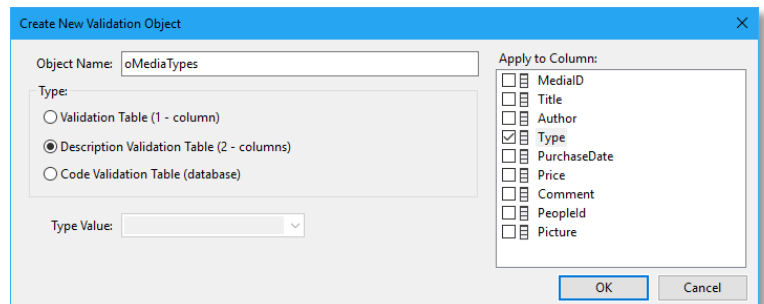 Create New Validation Object
Object Name: oMediaTypes
Type:
Validation Table (1 - column)
Description Validation Table (2 - columns)
Code Validation Table (database)
Type Value:
Apply to Column:
MediaID
Title
Author
Type
PurchaseDate
Price
Comment
PeopleId
Picture
OK
Cancel